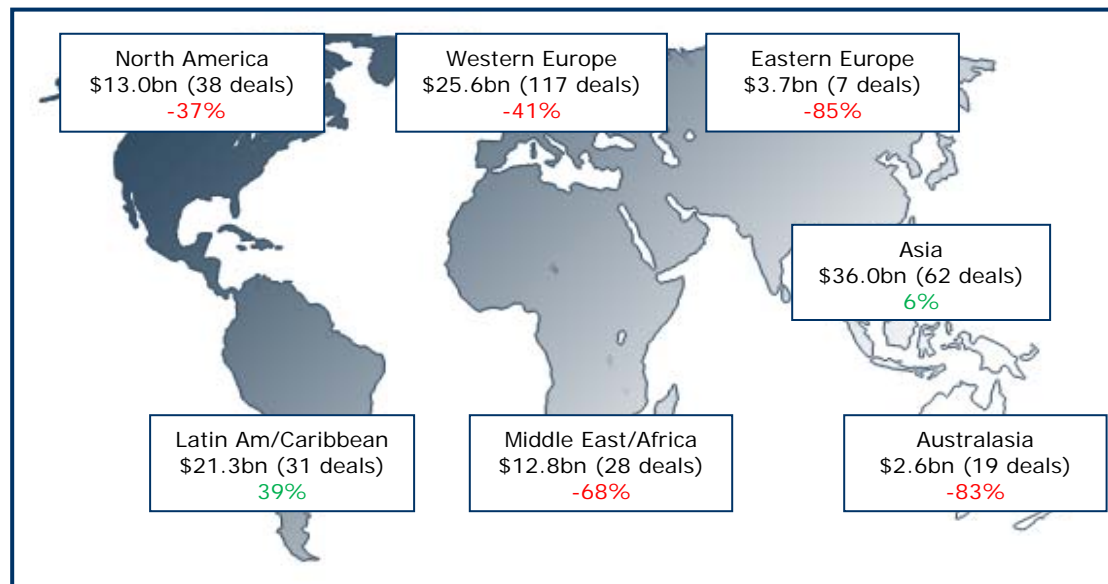 North America
$13.0bn (38 deals)
-37%
Western Europe
$25.6bn (117 deals)
-41%
Eastern Europe
$3.7bn (7 deals)
-85%
Asia
$36.0bn (62 deals)
6%
Latin Am/Caribbean
$21.3bn (31 deals)
39%
Middle East/Africa
$12.8bn (28 deals)
-68%
Australasia
$2.6bn (19 deals)
-83%